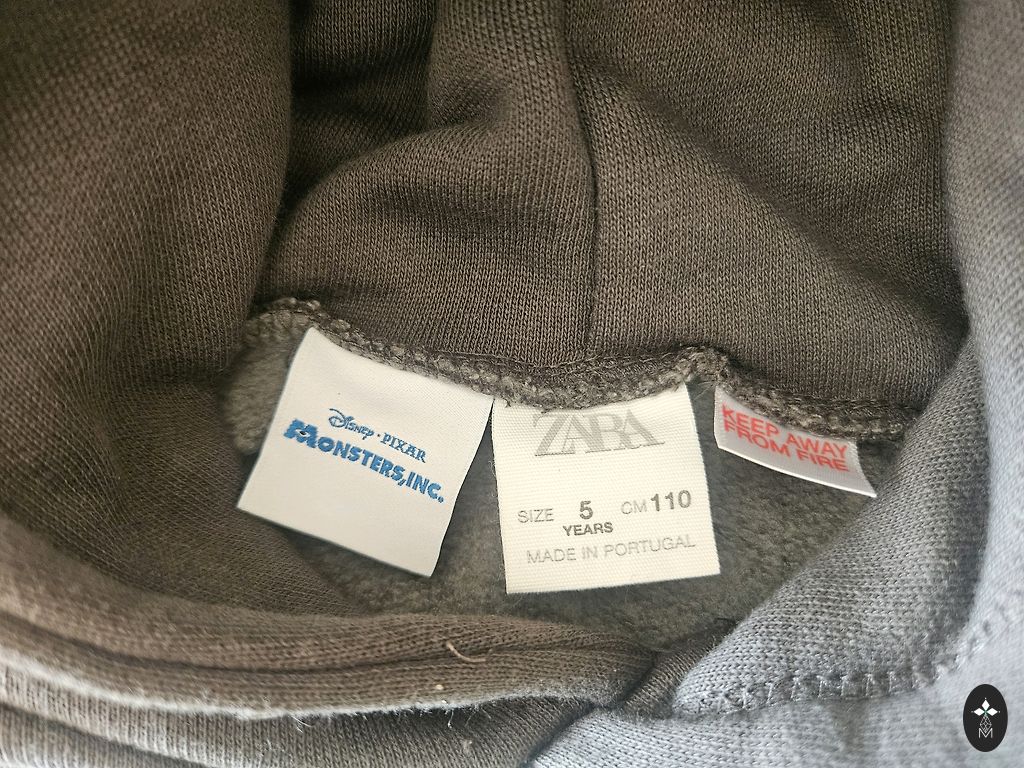 Disney · PIXAR
MONSTERS, INC.
ZARA
SIZE 5 CM 110
YEARS
MADE IN PORTUGAL
KEEP AWAY
FROM FIRE
M